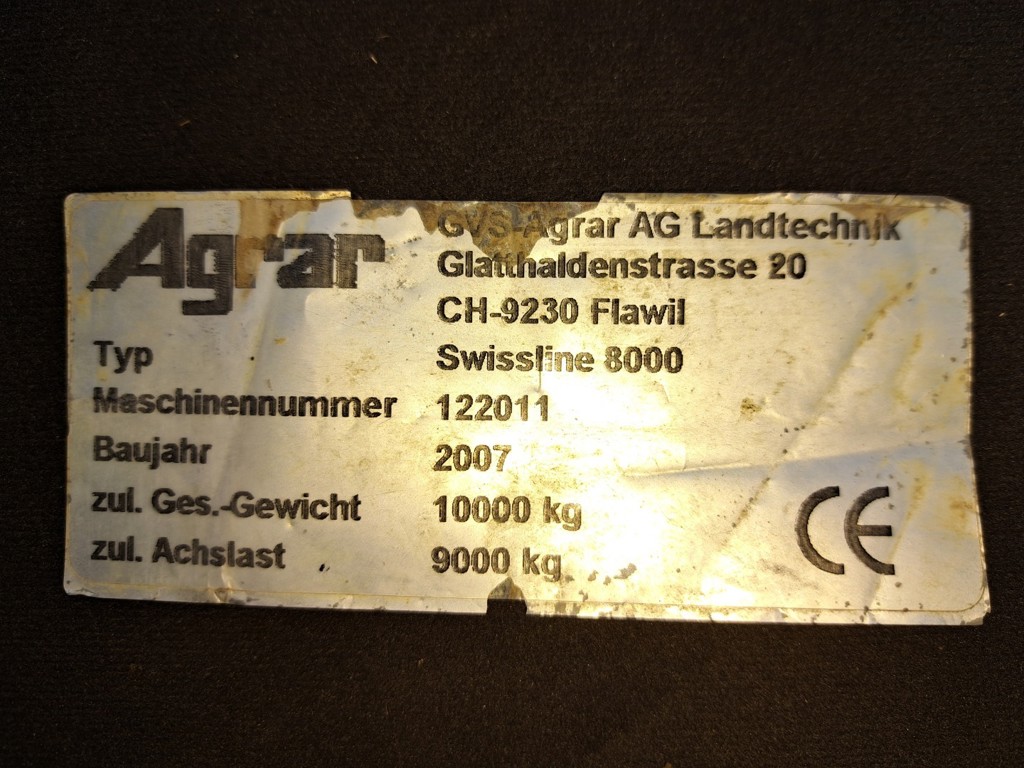 Agrar
GVS-Agrar AG Landtechnik
Glatthaldenstrasse 20
CH-9230 Flawil
Typ Swissline 8000
Maschinennummer 122011
Baujahr 2007
zul. Ges.-Gewicht 10000 kg
zul. Achslast 9000 kg
CE